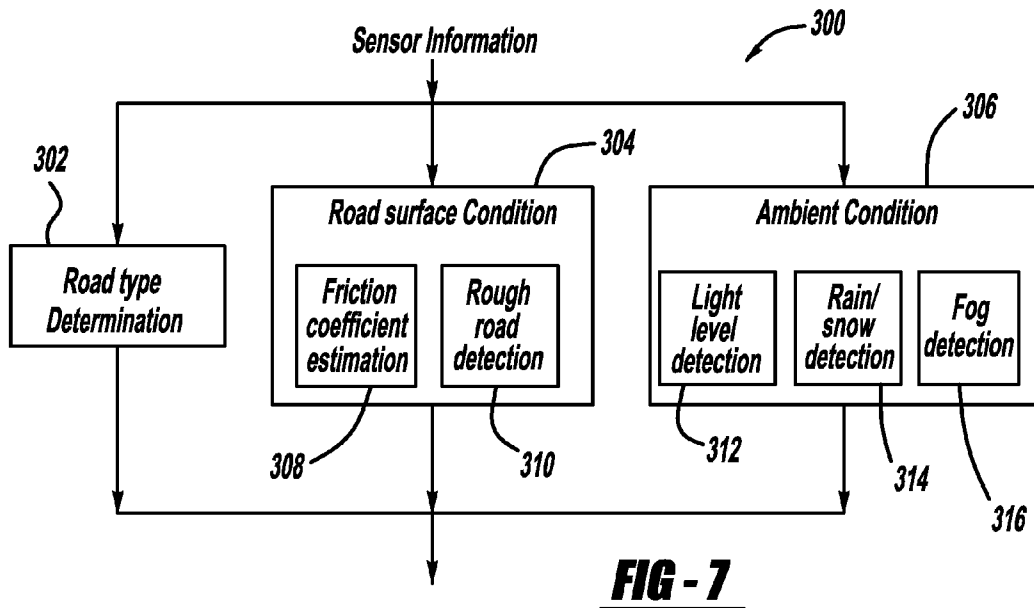 Sensor Information
300
302
304
306
Road type
Determination
Road surface Condition
Friction
coefficient
estimation
Rough
road
detection
Ambient Condition
Light
level
detection
Rain/
snow
detection
Fog
detection
308
310
312
314
316
FIG - 7